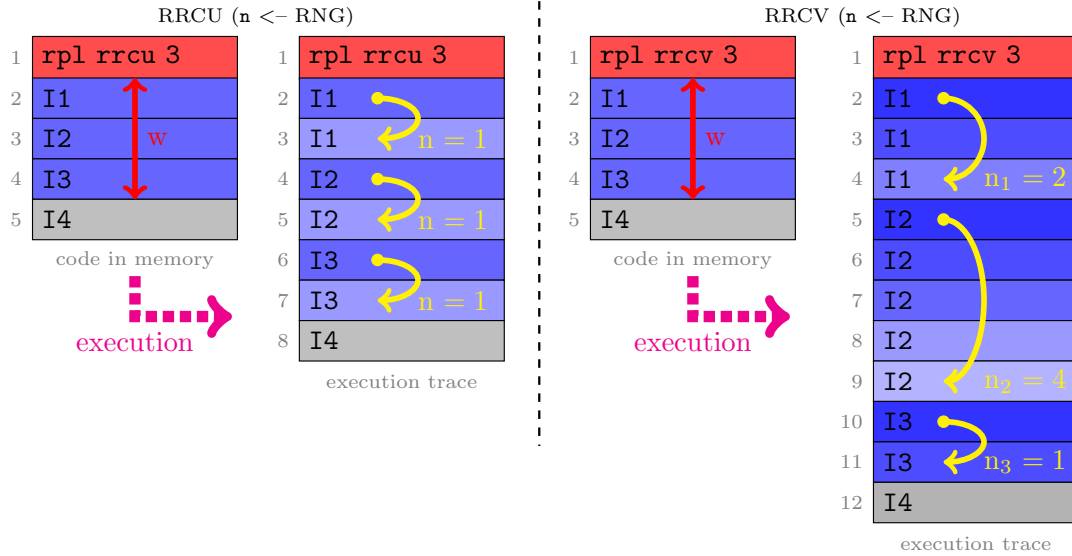 RRCU (n <– RNG)
1 rpl rrcu 3
2 I1
3 I2
4 I3
5 I4
w
code in memory
execution
1 rpl rrcu 3
2 I1
3 I1 n = 1
4 I2
5 I2 n = 1
6 I3
7 I3 n = 1
8 I4
execution trace
RRCV (n <– RNG)
1 rpl rrcv 3
2 I1
3 I2
4 I3
5 I4
w
code in memory
execution
1 rpl rrcv 3
2 I1
3 I1
4 I1 n₁ = 2
5 I2
6 I2
7 I2
8 I2
9 I2 n₂ = 4
10 I3
11 I3 n₃ = 1
12 I4
execution trace